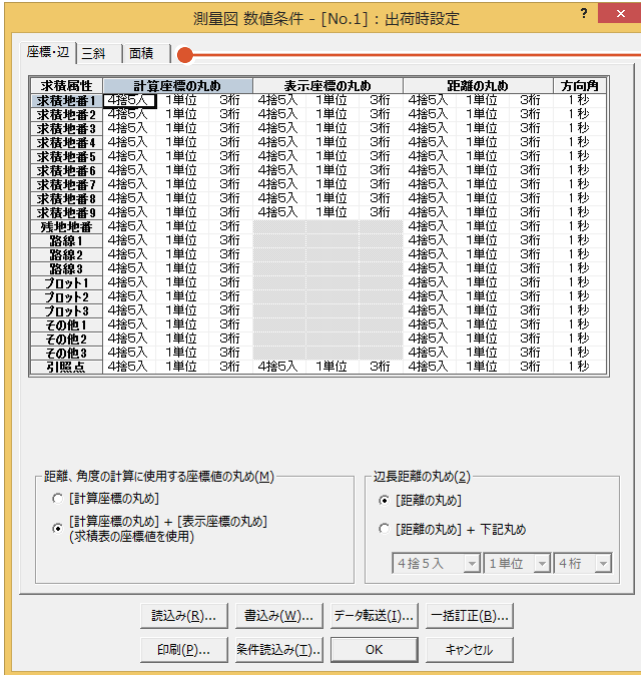 測量図 数値条件 - [No.1]：出荷時設定 ? ×
座標・辺 三斜 面積
求積属性 計算座標の丸め 表示座標の丸め 距離の丸め 方向角
求積地番1 4捨5入 1単位 3桁 4捨5入 1単位 3桁 4捨5入 1単位 3桁 1秒
求積地番2 4捨5入 1単位 3桁 4捨5入 1単位 3桁 4捨5入 1単位 3桁 1秒
求積地番3 4捨5入 1単位 3桁 4捨5入 1単位 3桁 4捨5入 1単位 3桁 1秒
求積地番4 4捨5入 1単位 3桁 4捨5入 1単位 3桁 4捨5入 1単位 3桁 1秒
求積地番5 4捨5入 1単位 3桁 4捨5入 1単位 3桁 4捨5入 1単位 3桁 1秒
求積地番6 4捨5入 1単位 3桁 4捨5入 1単位 3桁 4捨5入 1単位 3桁 1秒
求積地番7 4捨5入 1単位 3桁 4捨5入 1単位 3桁 4捨5入 1単位 3桁 1秒
求積地番8 4捨5入 1単位 3桁 4捨5入 1単位 3桁 4捨5入 1単位 3桁 1秒
求積地番9 4捨5入 1単位 3桁 4捨5入 1単位 3桁 4捨5入 1単位 3桁 1秒
残地地番 4捨5入 1単位 3桁 4捨5入 1単位 3桁 1秒
路線1 4捨5入 1単位 3桁 4捨5入 1単位 3桁 1秒
路線2 4捨5入 1単位 3桁 4捨5入 1単位 3桁 1秒
路線3 4捨5入 1単位 3桁 4捨5入 1単位 3桁 1秒
プロット1 4捨5入 1単位 3桁 4捨5入 1単位 3桁 1秒
プロット2 4捨5入 1単位 3桁 4捨5入 1単位 3桁 1秒
プロット3 4捨5入 1単位 3桁 4捨5入 1単位 3桁 1秒
その他1 4捨5入 1単位 3桁 4捨5入 1単位 3桁 1秒
その他2 4捨5入 1単位 3桁 4捨5入 1単位 3桁 1秒
その他3 4捨5入 1単位 3桁 4捨5入 1単位 3桁 1秒
引照点 4捨5入 1単位 3桁 4捨5入 1単位 3桁 4捨5入 1単位 3桁 1秒
距離、角度の計算に使用する座標値の丸め(M)
[計算座標の丸め]
[計算座標の丸め] + [表示座標の丸め]
(求積表の座標値を使用)
辺長距離の丸め(2)
[距離の丸め]
[距離の丸め] + 下記丸め
4捨5入 1単位 4桁
読込み(R)... 書込み(W)... データ転送(I)... 一括訂正(B)...
印刷(P)... 条件読込み(T).. OK キャンセル